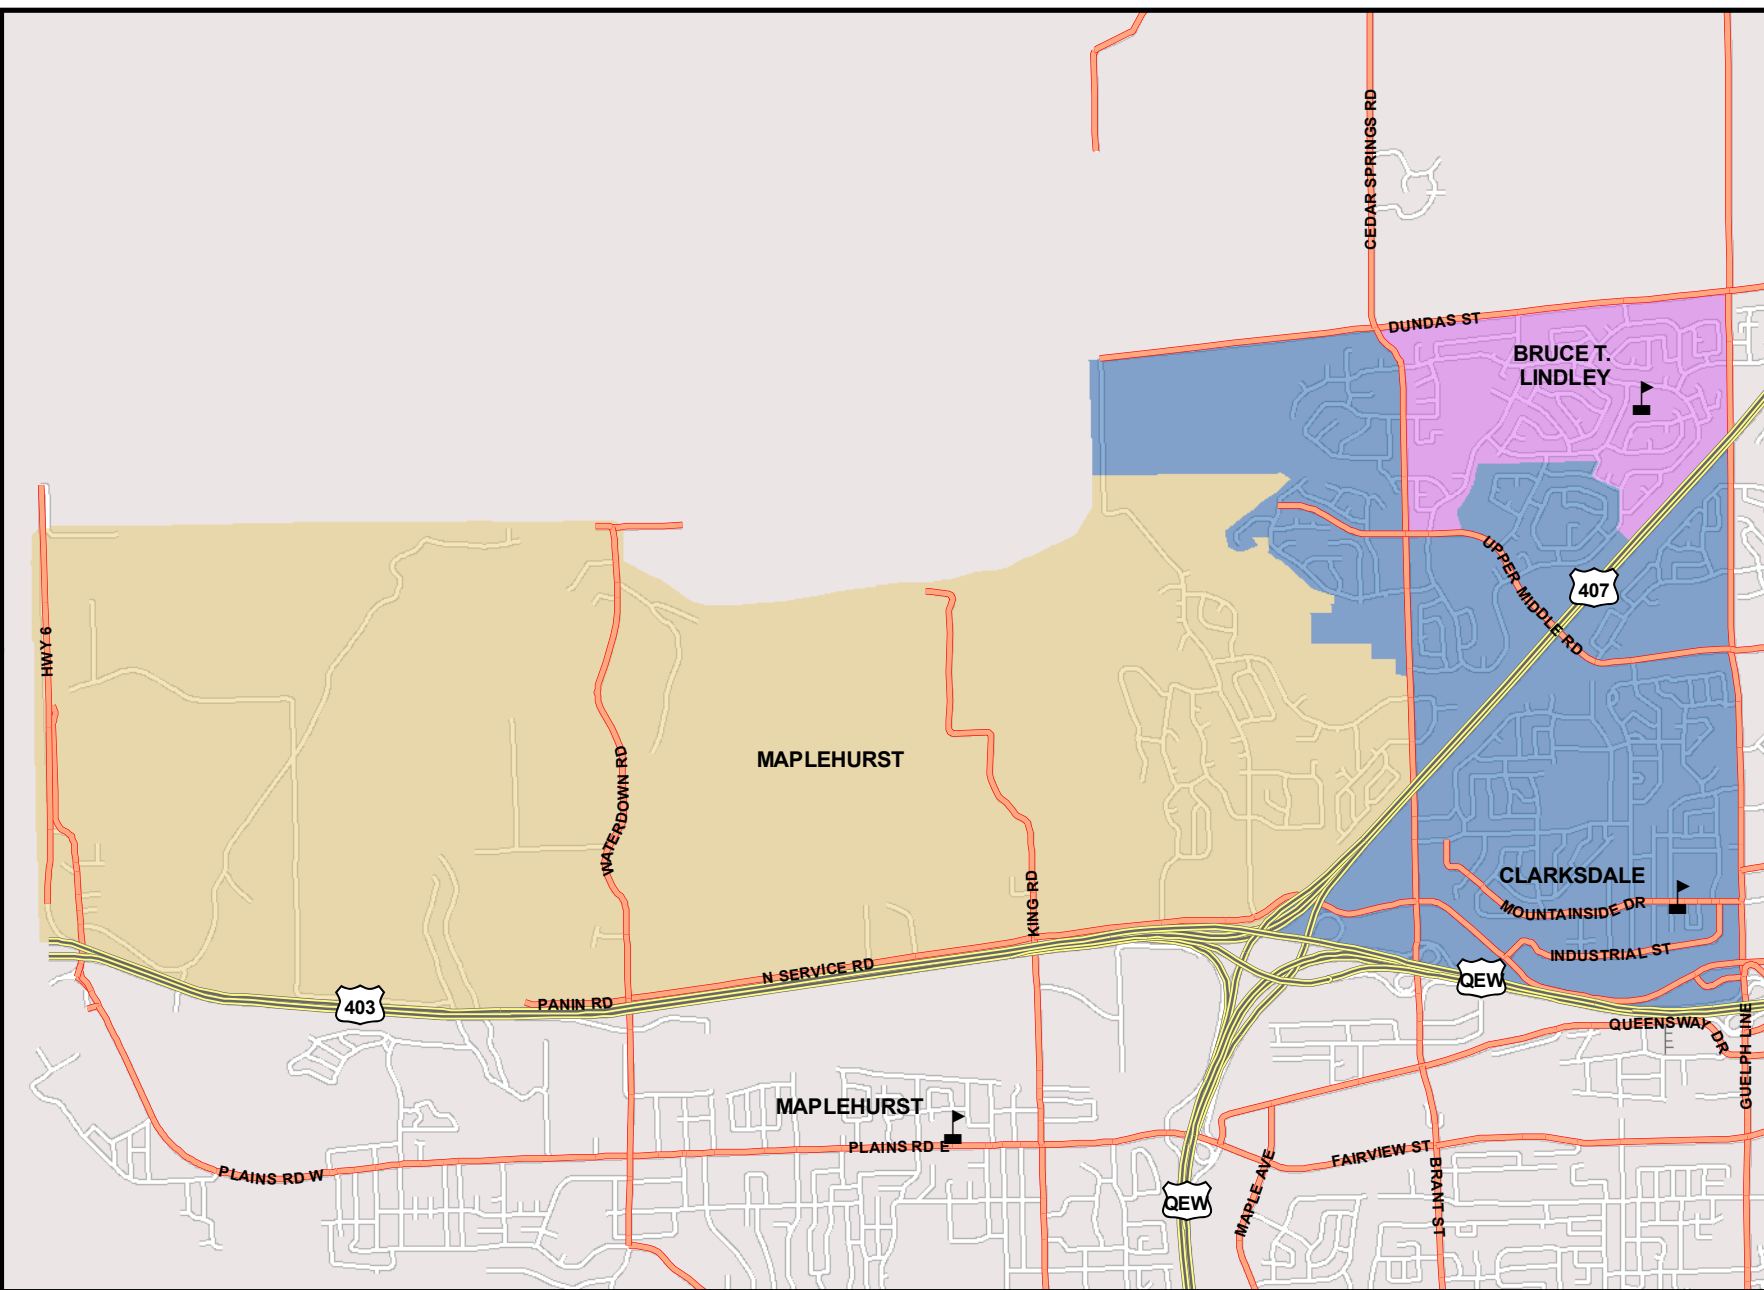 CEDAR SPRINGS RD
DUNDAS ST
BRUCE T.
LINDLEY
UPPER MIDDLE RD
407
HWY 6
WATERDOWN RD
MAPLEHURST
KING RD
CLARKSDALE
MOUNTAINSIDE DR
INDUSTRIAL ST
N SERVICE RD
PANIN RD
403
QEW
QUEENSWAY DR
GUELPH LINE
MAPLEHURST
PLAINS RD E
PLAINS RD W
FAIRVIEW ST
MAPLE AVE
BRANT ST
QEW